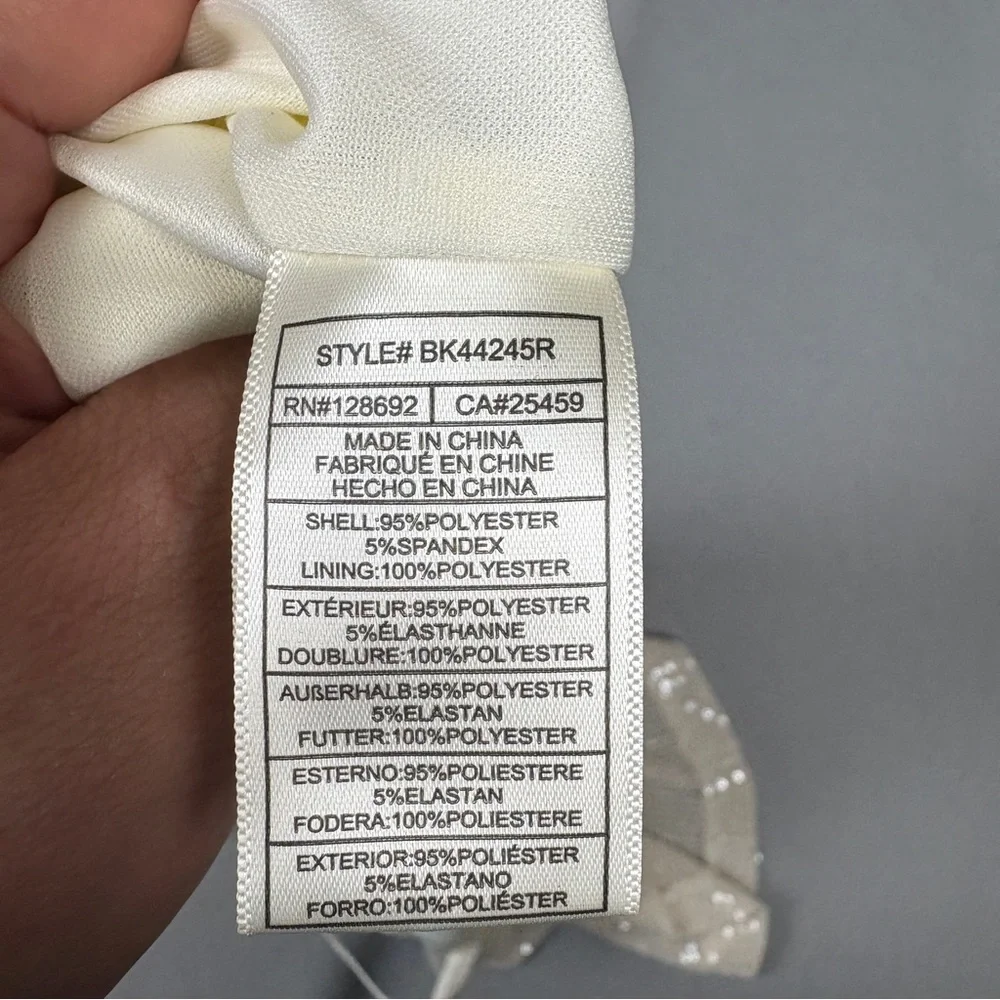 STYLE# BK44245R
RN#128692 CA#25459
MADE IN CHINA
FABRIQUÉ EN CHINE
HECHO EN CHINA
SHELL:95%POLYESTER
5%SPANDEX
LINING:100%POLYESTER
EXTÉRIEUR:95%POLYESTER
5%ÉLASTHANNE
DOUBLURE:100%POLYESTER
AUßERHALB:95%POLYESTER
5%ELASTAN
FUTTER:100%POLYESTER
ESTERNO:95%POLIESTERE
5%ELASTAN
FODERA:100%POLIESTERE
EXTERIOR:95%POLIÉSTER
5%ELASTANO
FORRO:100%POLIÉSTER